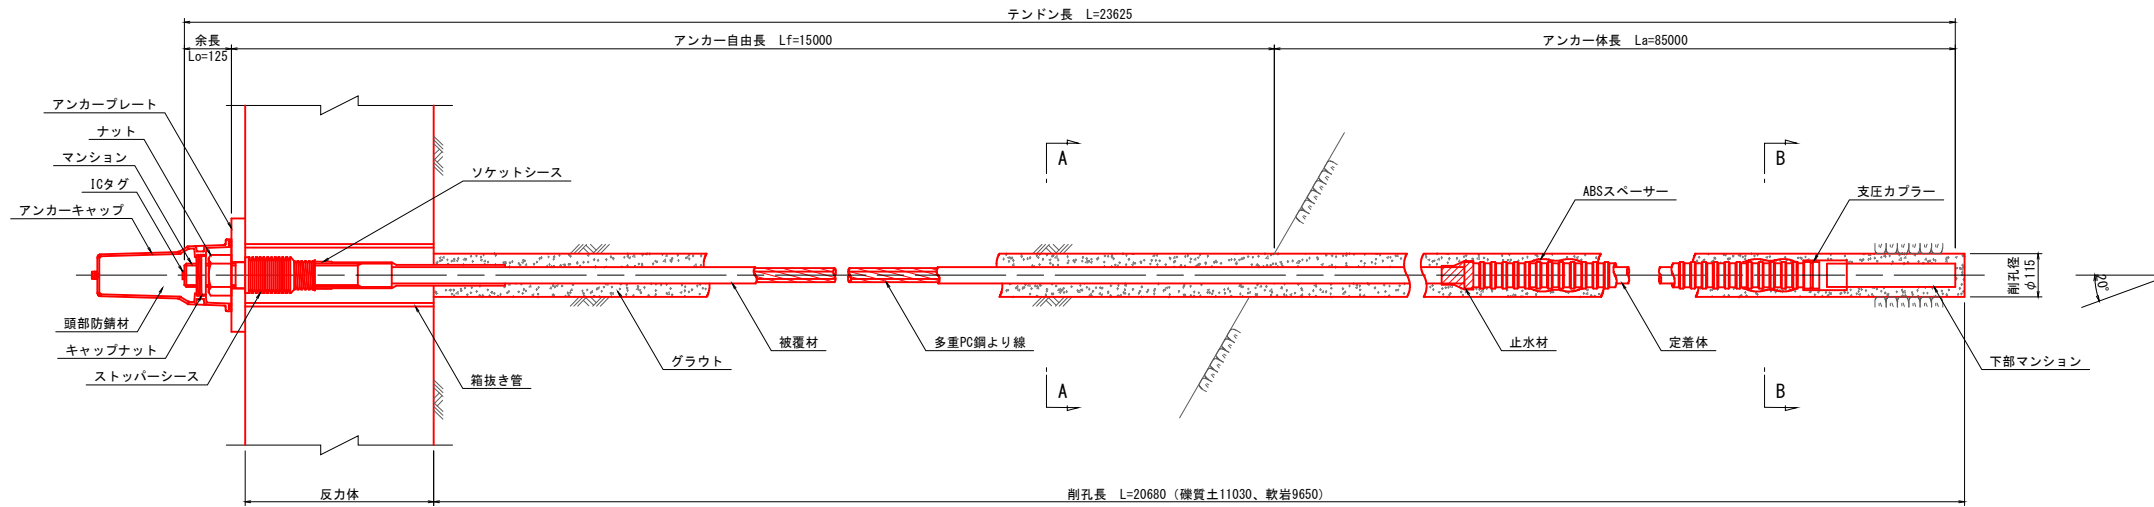 テンドン長 L=23625
余長
Lo=125
アンカー自由長 Lf=15000
アンカー体長 La=85000
アンカープレート
ナット
マンション
ICタグ
アンカーキャップ
ソケットシース
A
B
ABSスペーサー
支圧カプラー
削孔径
φ115
20°
頭部防錆材
キャップナット
ストッパーシース
箱抜き管
グラウト
被覆材
多重PC鋼より線
止水材
定着体
下部マンション
A
B
反力体
削孔長 L=20680 (礫質土11030、軟岩9650)